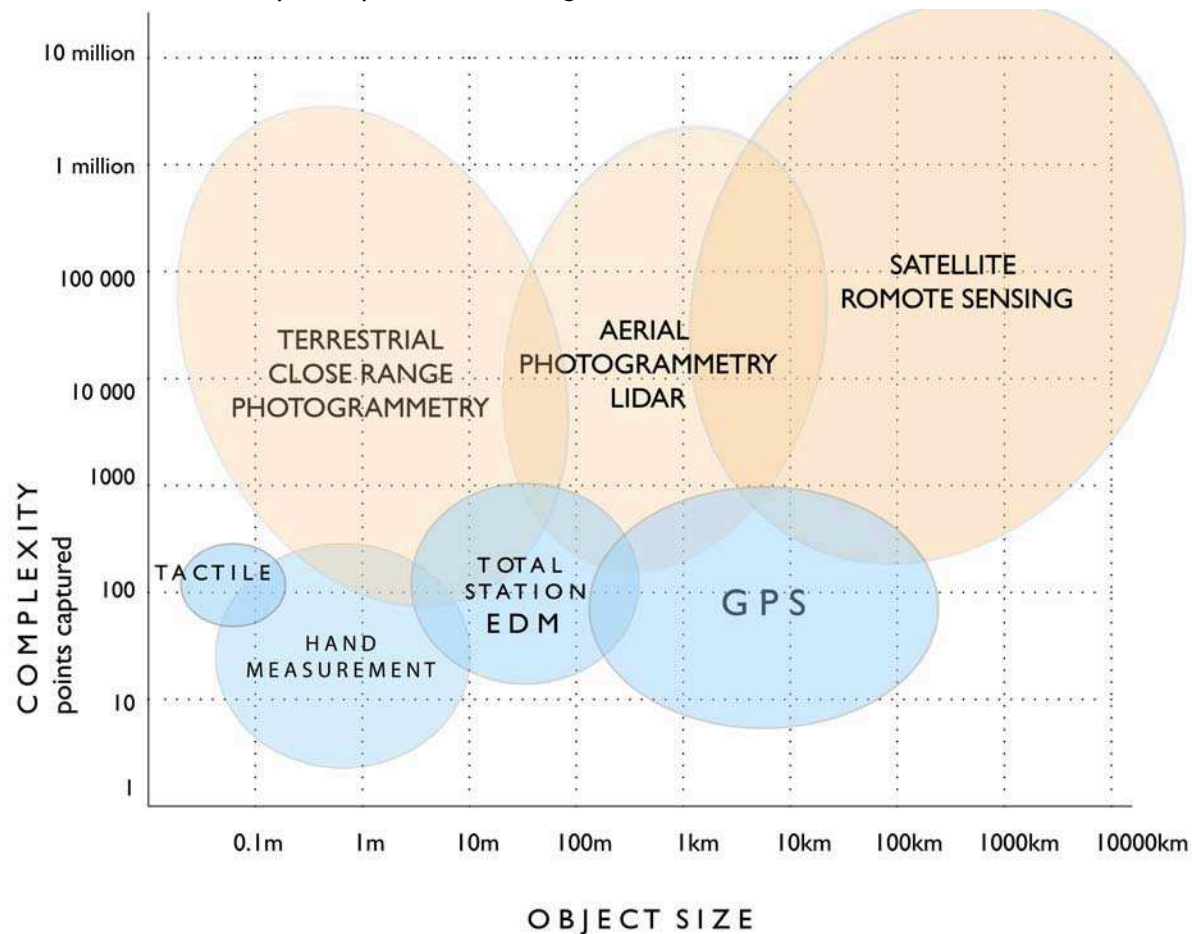 10 million
1 million
100 000
10 000
1000
100
10
1
COMPLEXITY
points captured
TERRESTRIAL
CLOSE RANGE
PHOTOGRAMMETRY
AERIAL
PHOTOGRAMMETRY
LIDAR
SATELLITE
ROMOTE SENSING
TACTILE
HAND
MEASUREMENT
TOTAL
STATION
EDM
GPS
0.1m 1m 10m 100m 1km 10km 100km 1000km 10000km
OBJECT SIZE